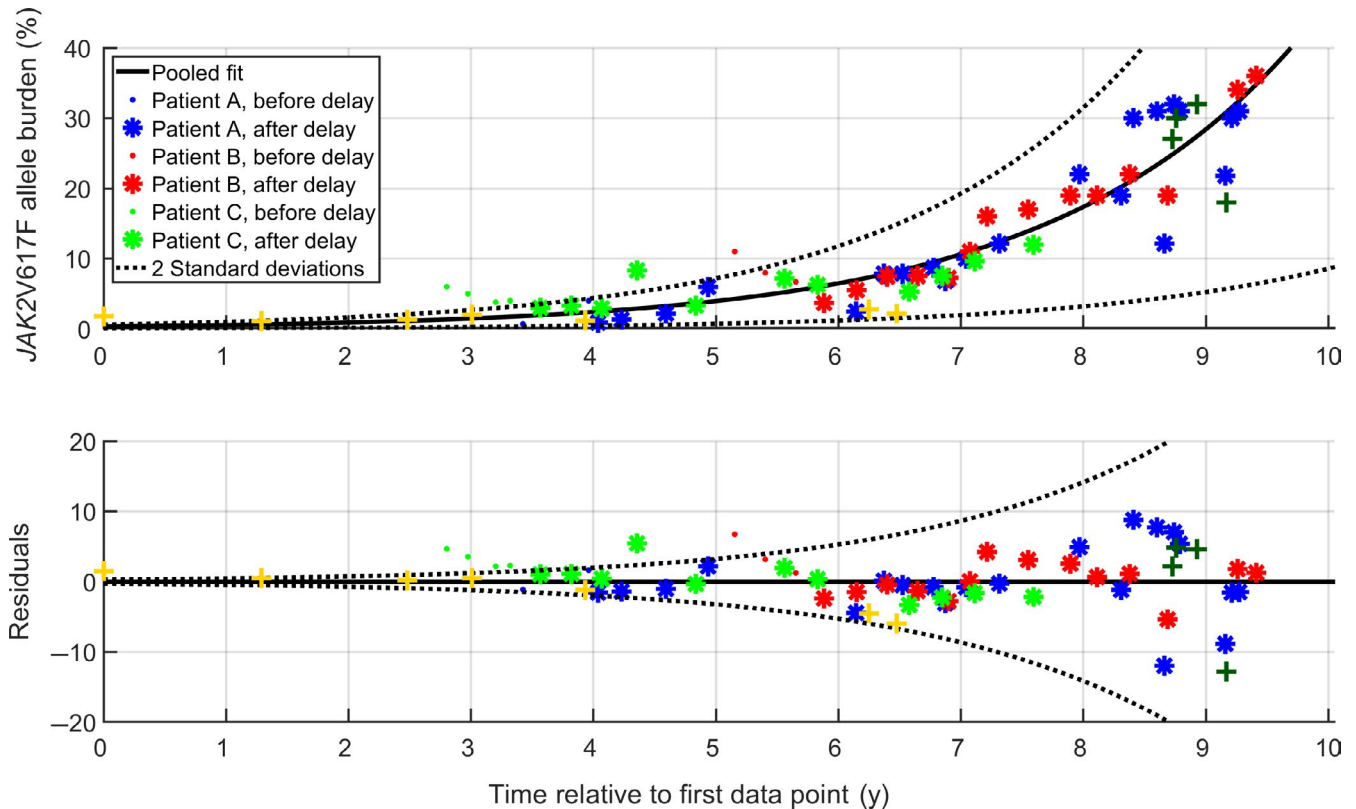 JAK2V617F allele burden (%)
40
30
20
10
0
Pooled fit
Patient A, before delay
Patient A, after delay
Patient B, before delay
Patient B, after delay
Patient C, before delay
Patient C, after delay
2 Standard deviations
0 1 2 3 4 5 6 7 8 9 10
Residuals
20
10
0
−10
−20
0 1 2 3 4 5 6 7 8 9 10
Time relative to first data point (y)